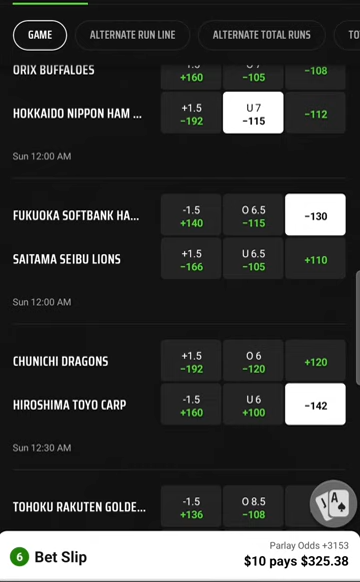 GAME
ALTERNATE RUN LINE
ALTERNATE TOTAL RUNS
ORIX BUFFALOES
+160
-105
−108
HOKKAIDO NIPPON HAM ...
+1.5
−192
U 7
−115
−112
Sun 12:00 AM
FUKUOKA SOFTBANK HA...
-1.5
+140
O 6.5
−115
−130
SAITAMA SEIBU LIONS
+1.5
−166
U 6.5
−105
+110
Sun 12:00 AM
CHUNICHI DRAGONS
+1.5
−192
O 6
−120
+120
HIROSHIMA TOYO CARP
-1.5
+160
U 6
+100
−142
Sun 12:30 AM
TOHOKU RAKUTEN GOLDE...
-1.5
+136
O 8.5
−108
A
6
Bet Slip
Parlay Odds +3153
$10 pays $325.38